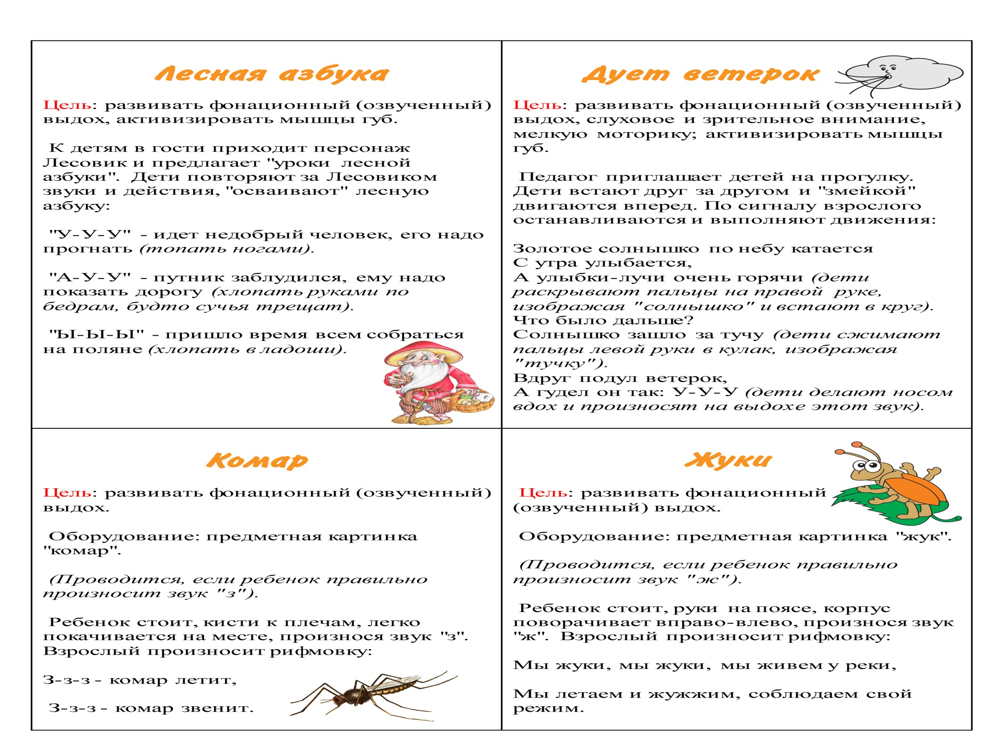 Лесная азбука
Цель: развивать фонационный (озвученный)
выдох, активизировать мышцы губ.
К детям в гости приходит персонаж
Лесовик и предлагает "уроки лесной
азбуки". Дети повторяют за Лесовиком
звуки и действия, "осваивают" лесную
азбуку:
"У-У-У" - идет недобрый человек, его надо
прогнать (топать ногами).
"А-У-У" - путник заблудился, ему надо
показать дорогу (хлопать руками по
бедрам, будто сучья трещат).
"Ы-Ы-Ы" - пришло время всем собраться
на поляне (хлопать в ладоши).
Дует ветерок
Цель: развивать фонационный (озвученный)
выдох, слуховое и зрительное внимание,
мелкую моторику; активизировать мышцы
губ.
Педагог приглашает детей на прогулку.
Дети встают друг за другом и "змейкой"
двигаются вперед. По сигналу взрослого
останавливаются и выполняют движения:
Золотое солнышко по небу катается
С утра улыбается,
А улыбки-лучи очень горячи (дети
раскрывают пальцы на правой руке,
изображая "солнышко" и встают в круг).
Что было дальше?
Солнышко зашло за тучу (дети сжимают
пальцы левой руки в кулак, изображая
"тучку").
Вдруг подул ветерок,
А гудел он так: У-У-У (дети делают носом
вдох и произносят на выдохе этот звук).
Комар
Цель: развивать фонационный (озвученный)
выдох.
Оборудование: предметная картинка
"комар".
(Проводится, если ребенок правильно
произносит звук "з").
Ребенок стоит, кисти к плечам, легко
покачивается на месте, произнося звук "з".
Взрослый произносит рифмовку:
З-з-з - комар летит,
З-з-з - комар звенит.
Жуки
Цель: развивать фонационный
(озвученный) выдох.
Оборудование: предметная картинка "жук".
(Проводится, если ребенок правильно
произносит звук "ж").
Ребенок стоит, руки на поясе, корпус
поворачивает вправо-влево, произнося звук
"ж". Взрослый произносит рифмовку:
Мы жуки, мы жуки, мы живем у реки,
Мы летаем и жужжим, соблюдаем свой
режим.